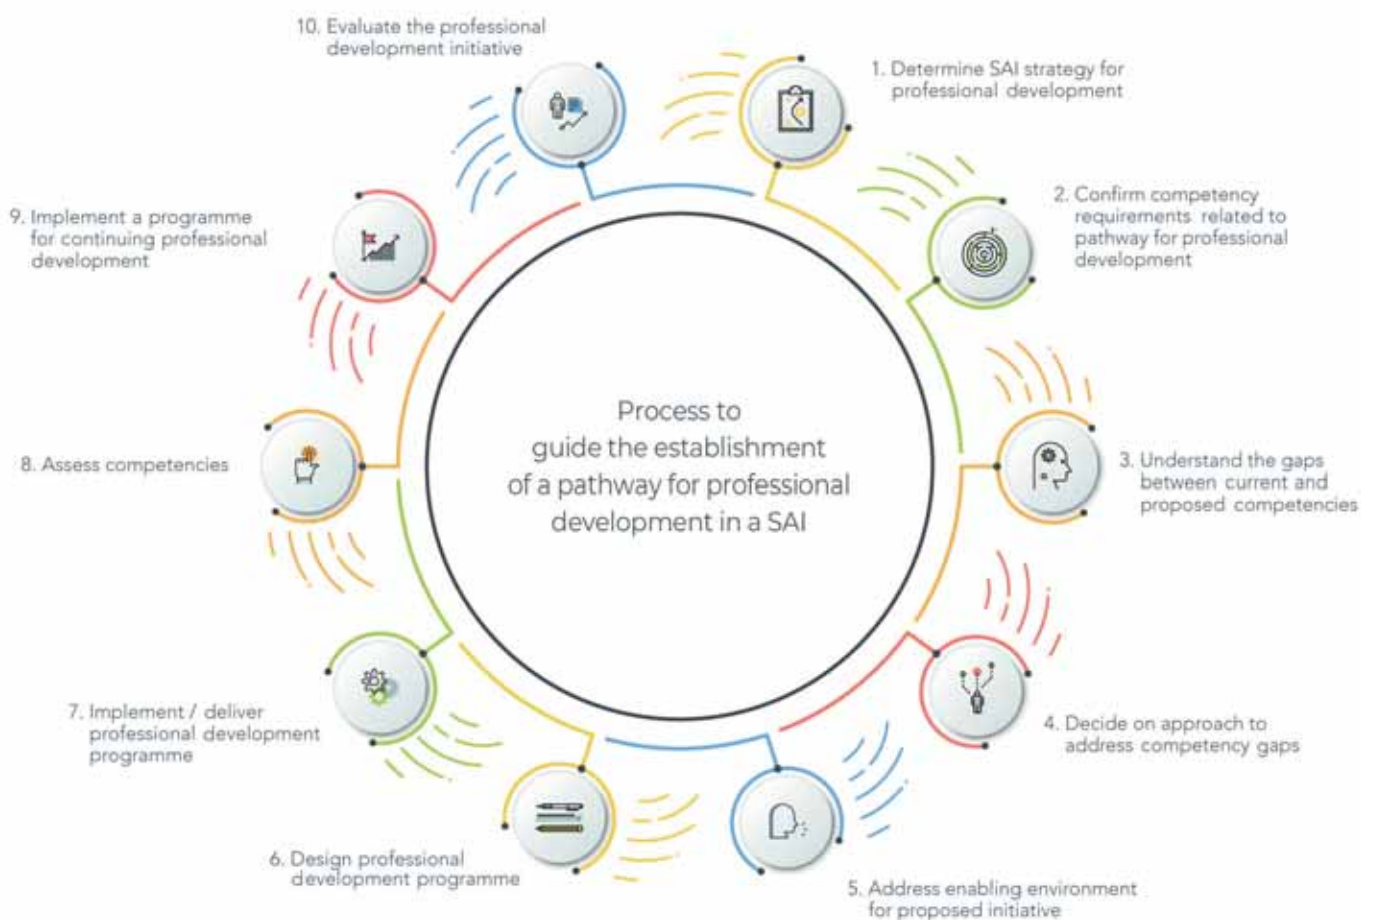 10. Evaluate the professional
development initiative
1. Determine SAI strategy for
professional development
2. Confirm competency
requirements related to
pathway for professional
development
3. Understand the gaps
between current and
proposed competencies
4. Decide on approach to
address competency gaps
5. Address enabling environment
for proposed initiative
6. Design professional
development programme
7. Implement / deliver
professional development
programme
8. Assess competencies
9. Implement a programme
for continuing professional
development
Process to
guide the establishment
of a pathway for professional
development in a SAI